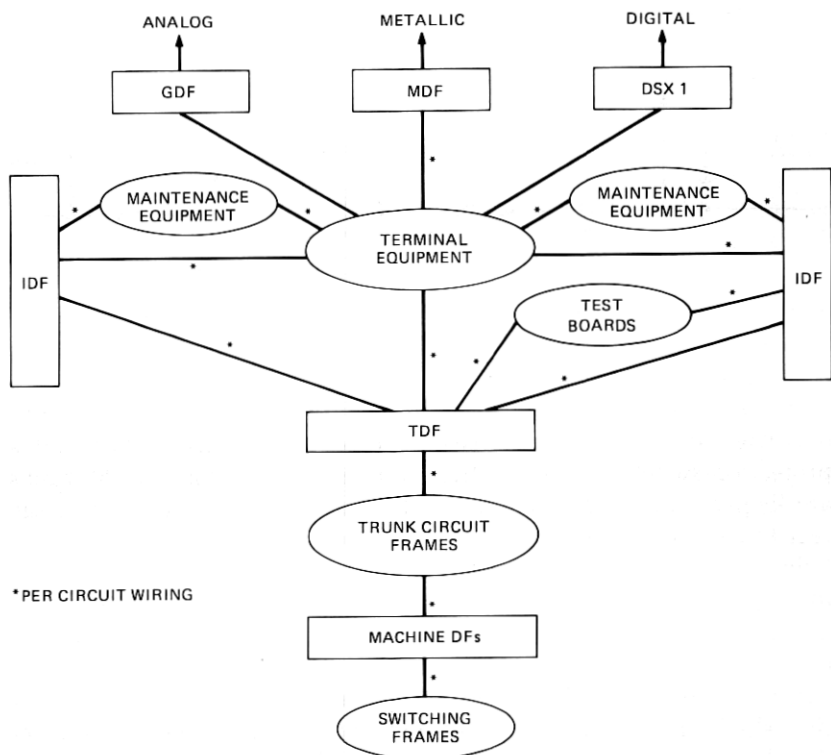 ANALOG
METALLIC
DIGITAL
GDF
MDF
DSX 1
*
IDF
*
MAINTENANCE
EQUIPMENT
*
*
MAINTENANCE
EQUIPMENT
*
IDF
TERMINAL
EQUIPMENT
*
*
*
TEST
BOARDS
*
*
*
*
*
TDF
*
TRUNK CIRCUIT
FRAMES
*PER CIRCUIT WIRING
*
MACHINE DFs
*
SWITCHING
FRAMES